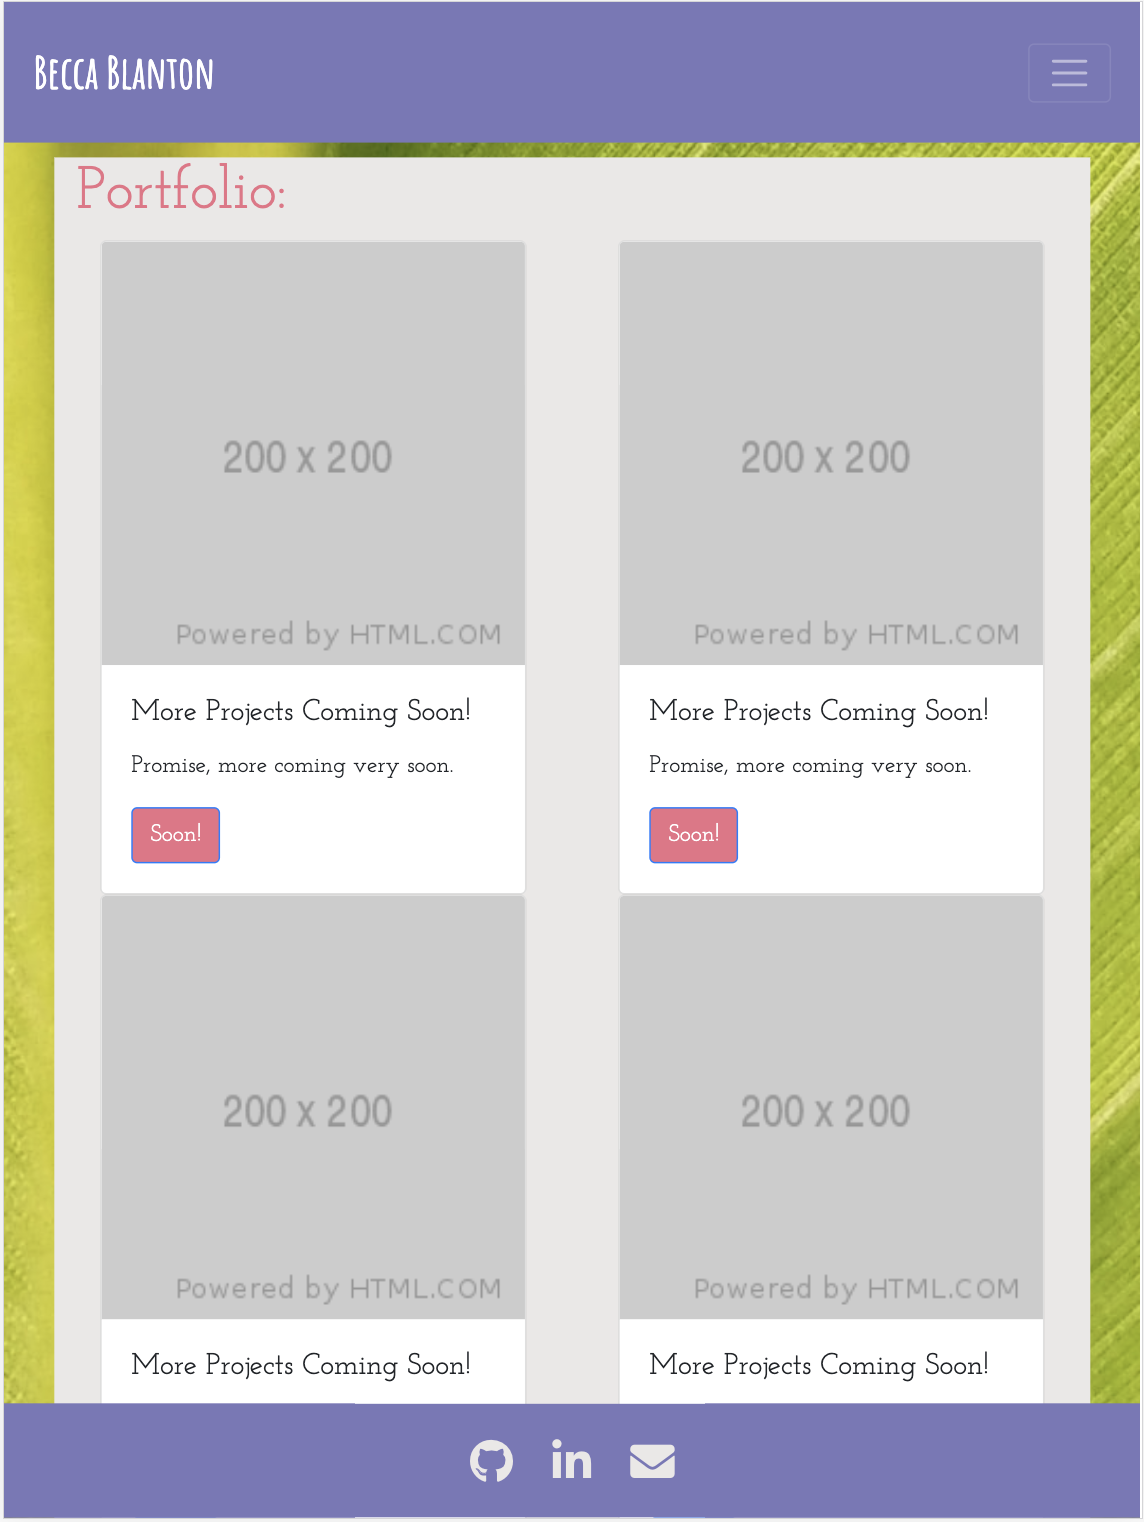 Becca Blanton
Portfolio:
200 x 200
Powered by HTML.COM
More Projects Coming Soon!
Promise, more coming very soon.
Soon!
200 x 200
Powered by HTML.COM
More Projects Coming Soon!
Promise, more coming very soon.
Soon!
200 x 200
Powered by HTML.COM
More Projects Coming Soon!
200 x 200
Powered by HTML.COM
More Projects Coming Soon!
in